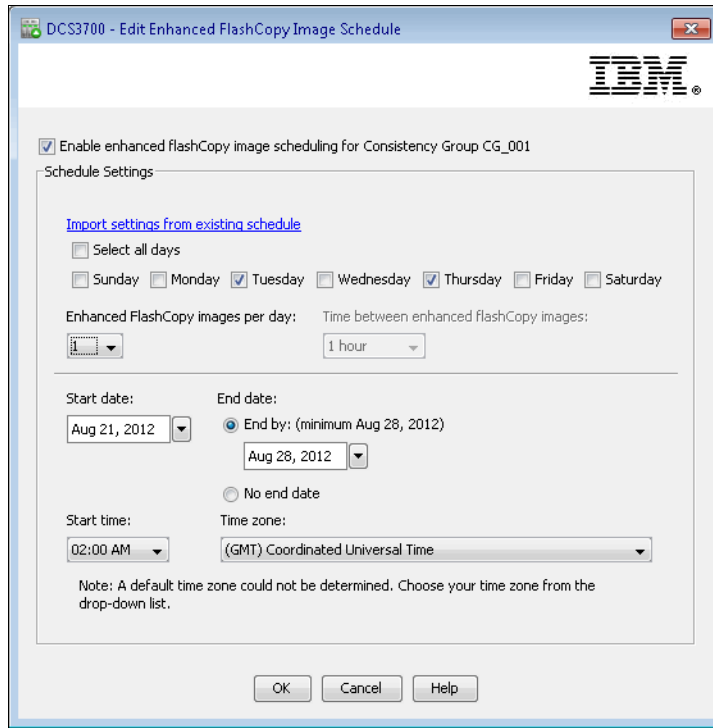 DCS3700 - Edit Enhanced FlashCopy Image Schedule
IBM®
Enable enhanced flashCopy image scheduling for Consistency Group CG_001
Schedule Settings
Import settings from existing schedule
Select all days
Sunday Monday Tuesday Wednesday Thursday Friday Saturday
Enhanced FlashCopy images per day: Time between enhanced flashCopy images:
1 1 hour
Start date: End date:
Aug 21, 2012 End by: (minimum Aug 28, 2012)
Aug 28, 2012
No end date
Start time: Time zone:
02:00 AM (GMT) Coordinated Universal Time
Note: A default time zone could not be determined. Choose your time zone from the
drop-down list.
OK Cancel Help